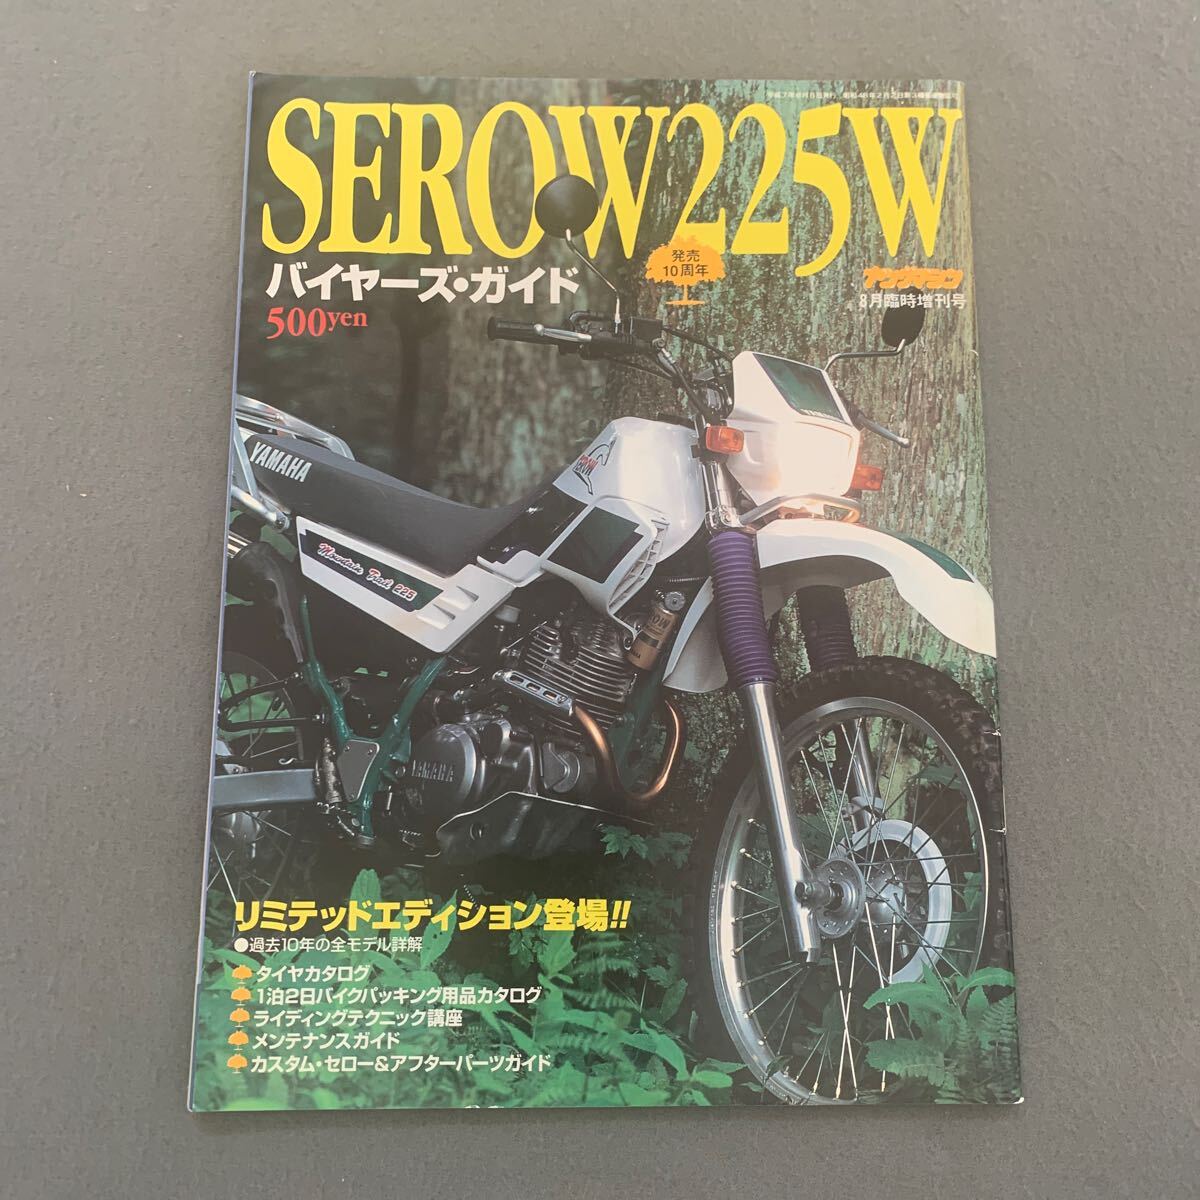 SEROW225W
バイヤーズ・ガイド
500yen
発売
10周年
ヤングマシン
8月臨時増刊号
YAMAHA
YAMAHA
SEROW
Mountain Trail 225
YAMAHA
リミテッドエディション登場!!
●過去10年の全モデル詳解
タイヤカタログ
1泊2日バイクパッキング用品カタログ
ライディングテクニック講座
メンテナンスガイド
カスタム・セロー&アフターパーツガイド